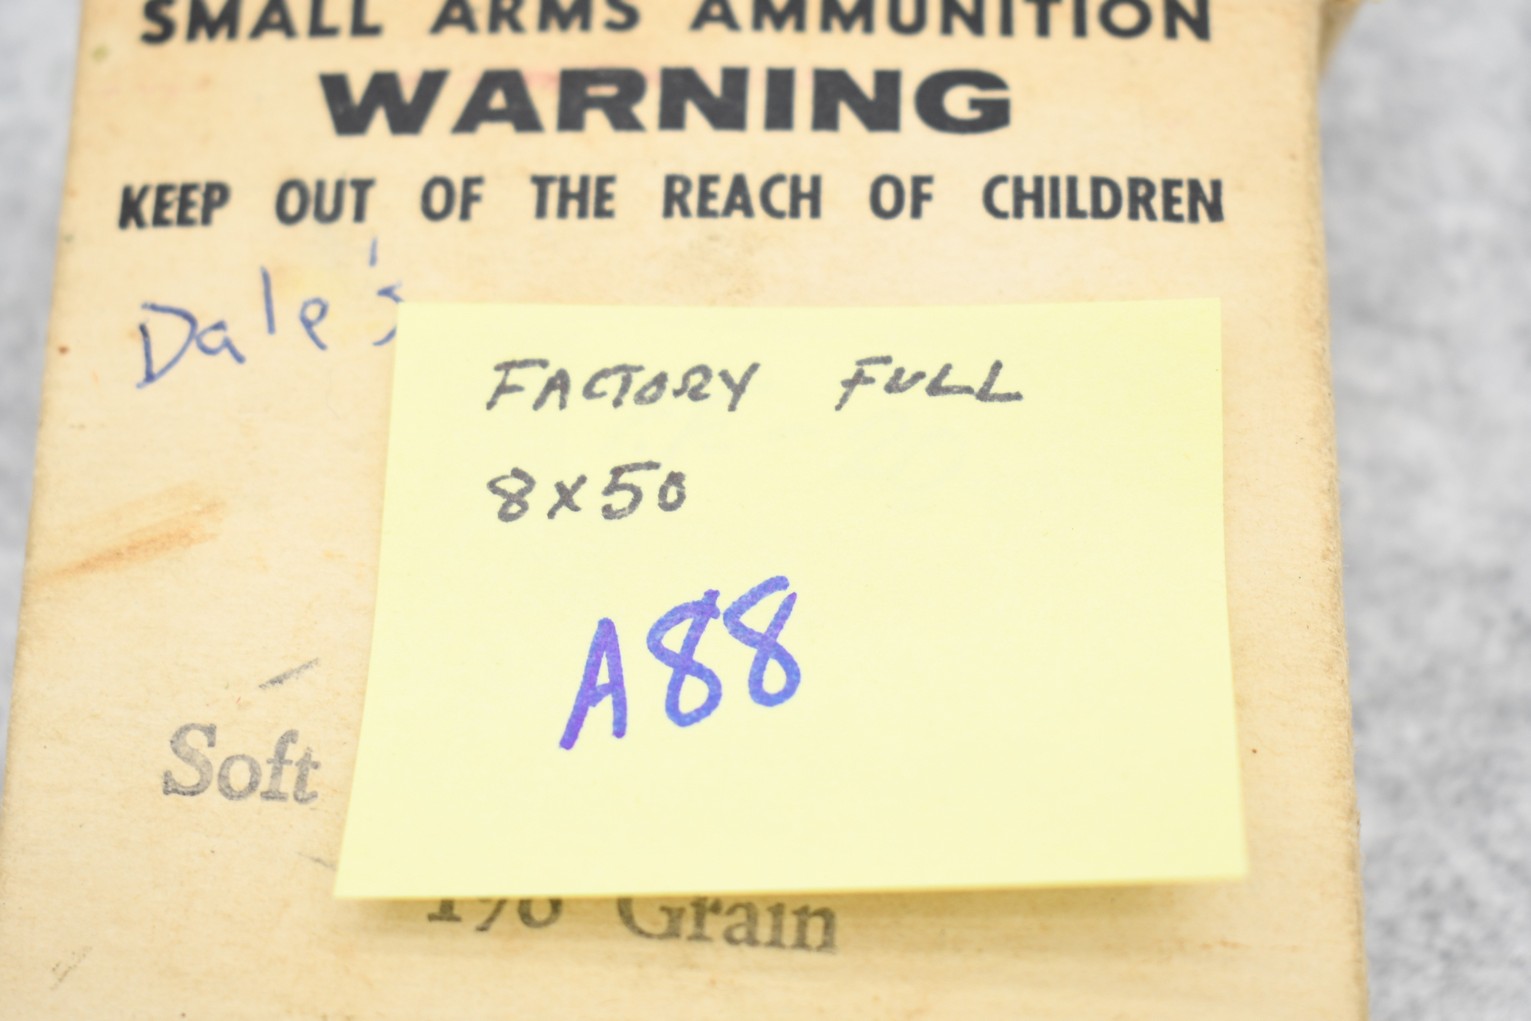 SMALL ARMS AMMUNITION
WARNING
KEEP OUT OF THE REACH OF CHILDREN
Dale's
FACTORY FULL
8x50
A88
Soft
Grain